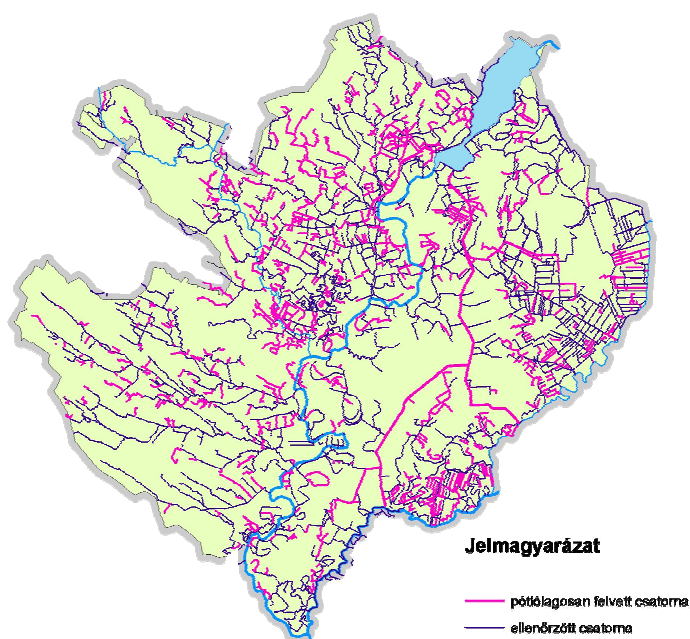 Jelmagyarázat
pótlólagosan felvett csatorna
ellenőrzött csatorna